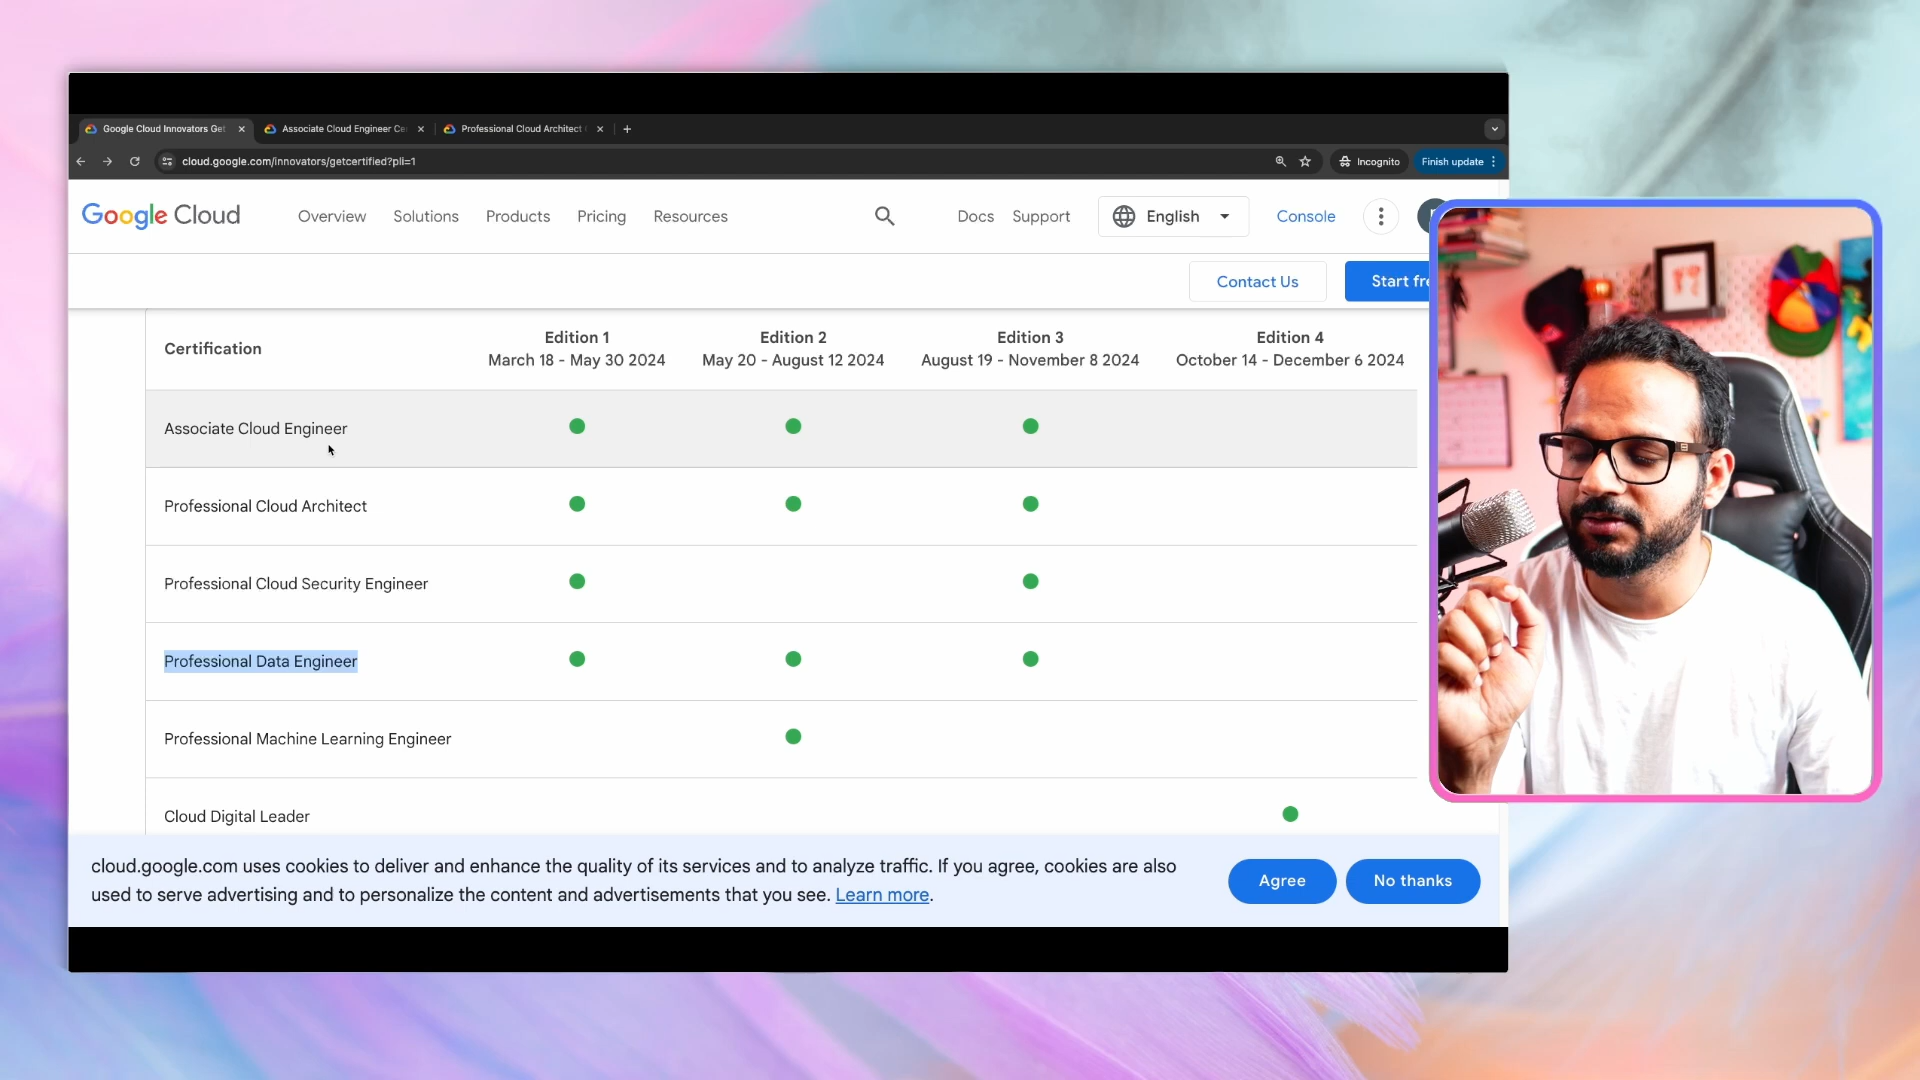 Google Cloud Innovators Get
Associate Cloud Engineer Ce
Professional Cloud Architect
cloud.google.com/innovators/getcertified?pli=1
Incognito
Finish update
Google Cloud
Overview
Solutions
Products
Pricing
Resources
Docs
Support
English
Console
Contact Us
Start fre
Certification
Edition 1
March 18 - May 30 2024
Edition 2
May 20 - August 12 2024
Edition 3
August 19 - November 8 2024
Edition 4
October 14 - December 6 2024
Associate Cloud Engineer
Professional Cloud Architect
Professional Cloud Security Engineer
Professional Data Engineer
Professional Machine Learning Engineer
Cloud Digital Leader
cloud.google.com uses cookies to deliver and enhance the quality of its services and to analyze traffic. If you agree, cookies are also
used to serve advertising and to personalize the content and advertisements that you see. Learn more.
Agree
No thanks